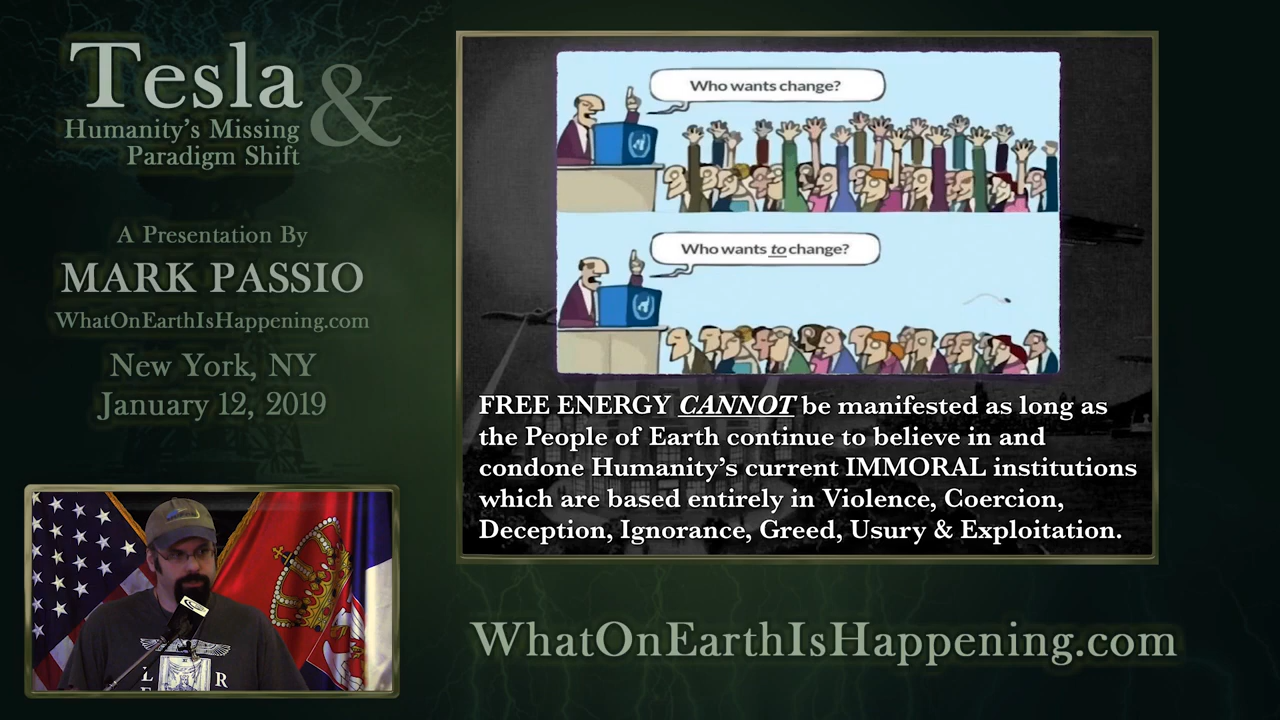 Tesla &
Humanity's Missing
Paradigm Shift
A Presentation By
MARK PASSIO
WhatOnEarthIsHappening.com
New York, NY
January 12, 2019
Who wants change?
Who wants to change?
FREE ENERGY CANNOT be manifested as long as
the People of Earth continue to believe in and
condone Humanity's current IMMORAL institutions
which are based entirely in Violence, Coercion,
Deception, Ignorance, Greed, Usury & Exploitation.
L R
WhatOnEarthIsHappening.com